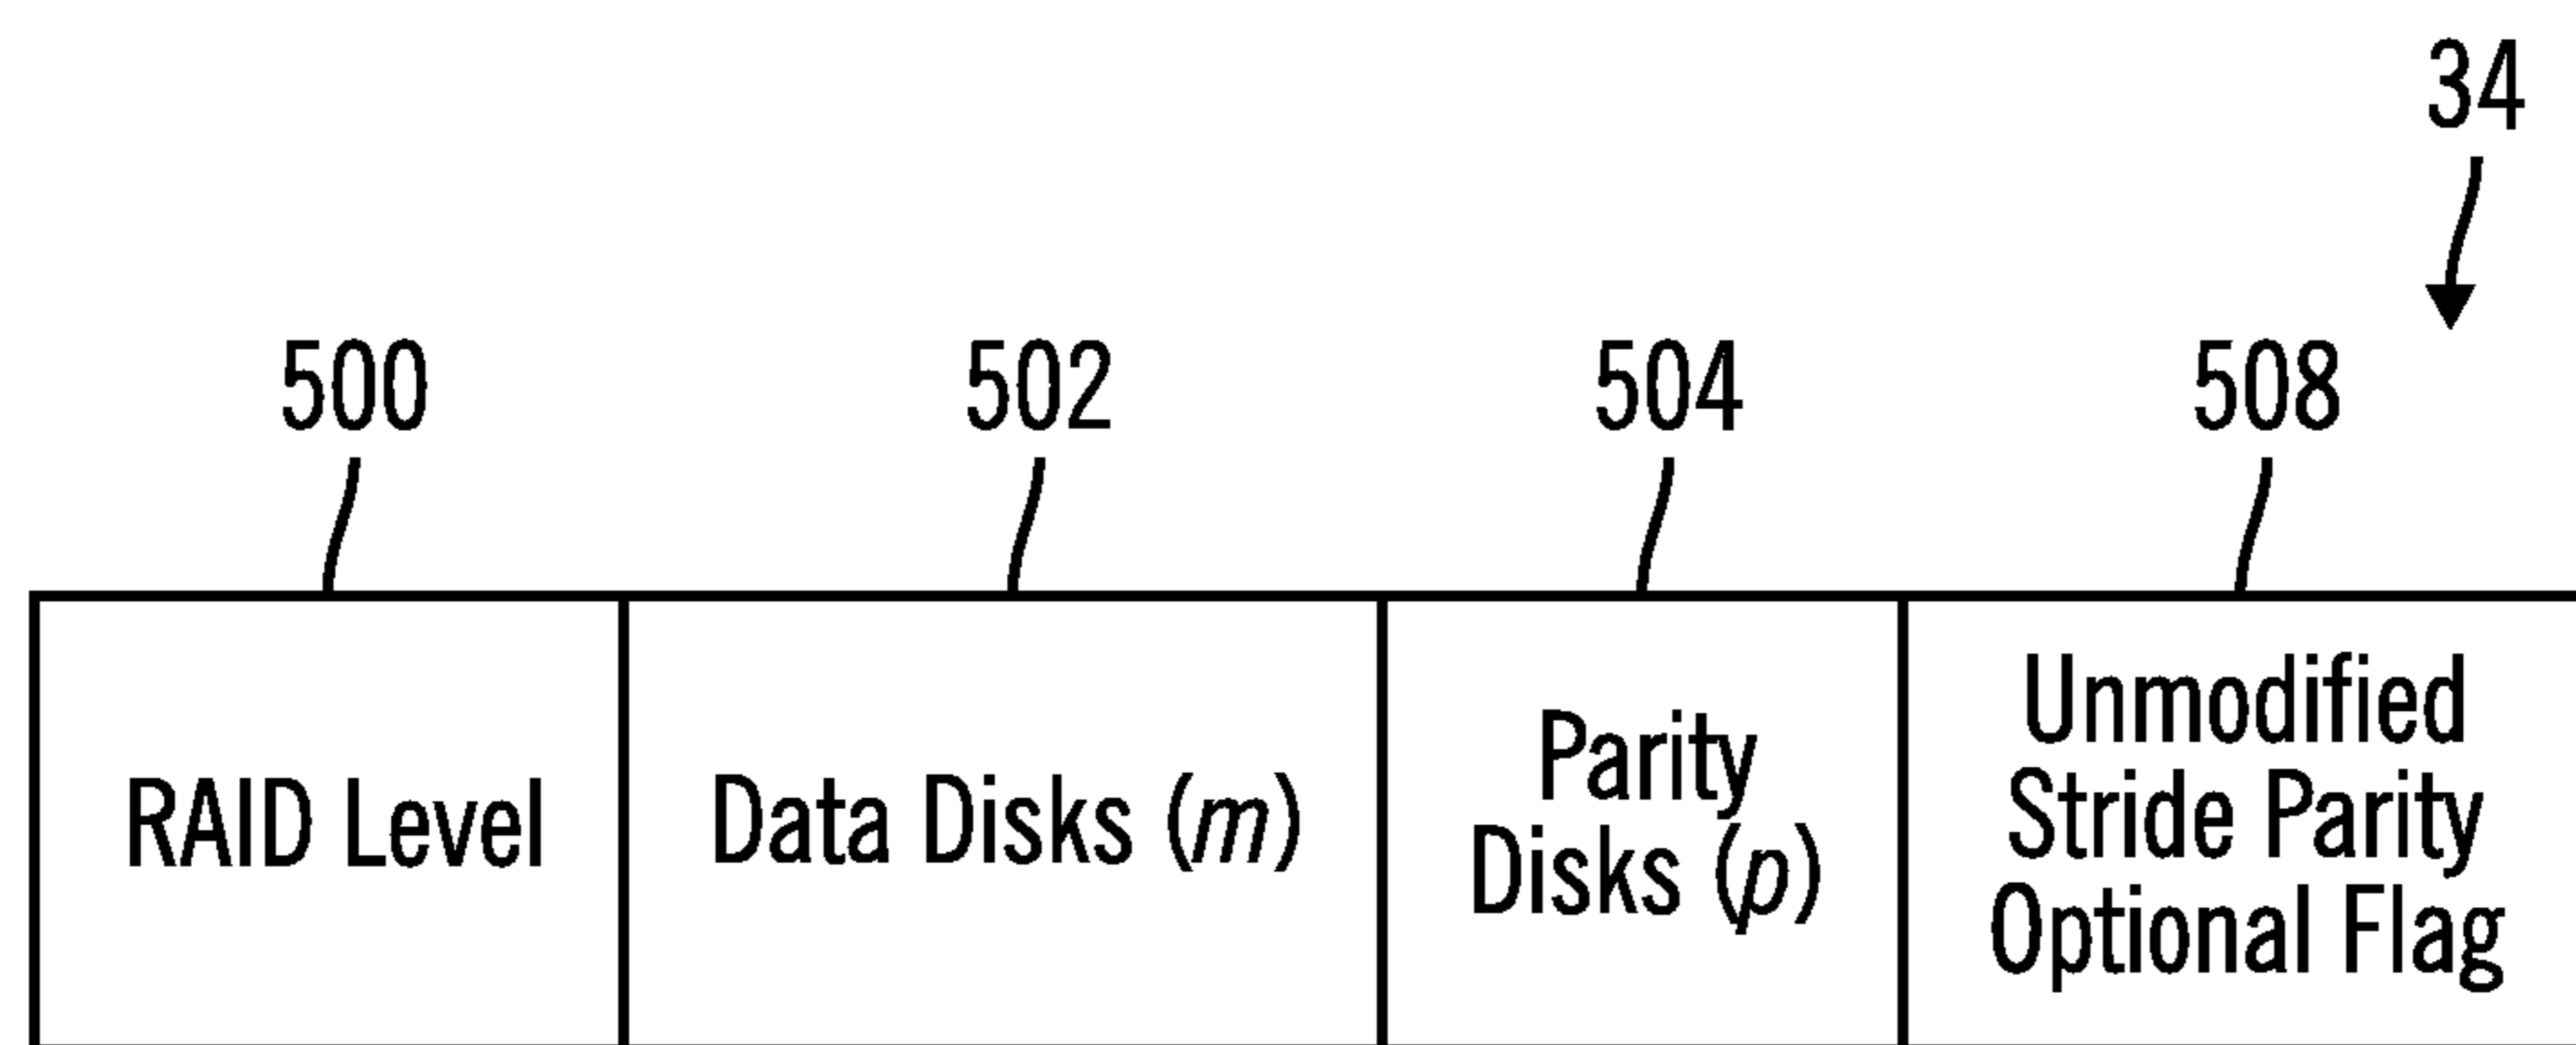 34
500 502 504 508
RAID Level
Data Disks (m)
Parity
Disks (p)
Unmodified
Stride Parity
Optional Flag